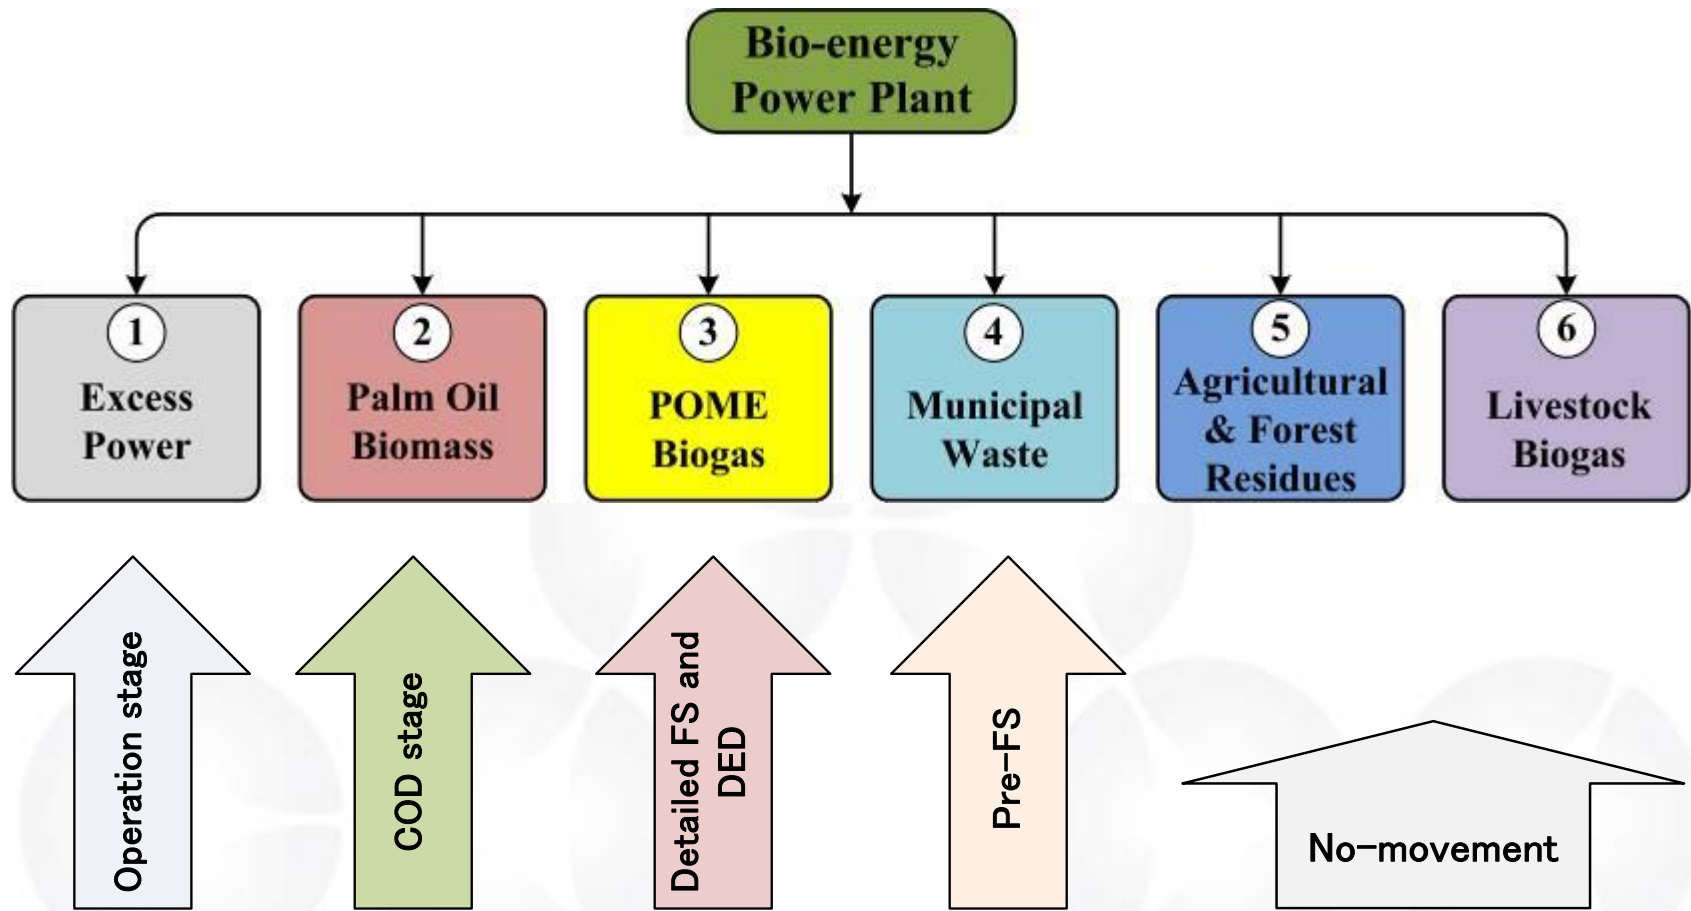 Bio-energy
Power Plant
1
Excess
Power
2
Palm Oil
Biomass
3
POME
Biogas
4
Municipal
Waste
5
Agricultural
& Forest
Residues
6
Livestock
Biogas
Operation stage
COD stage
Detailed FS and
DED
Pre-FS
No-movement